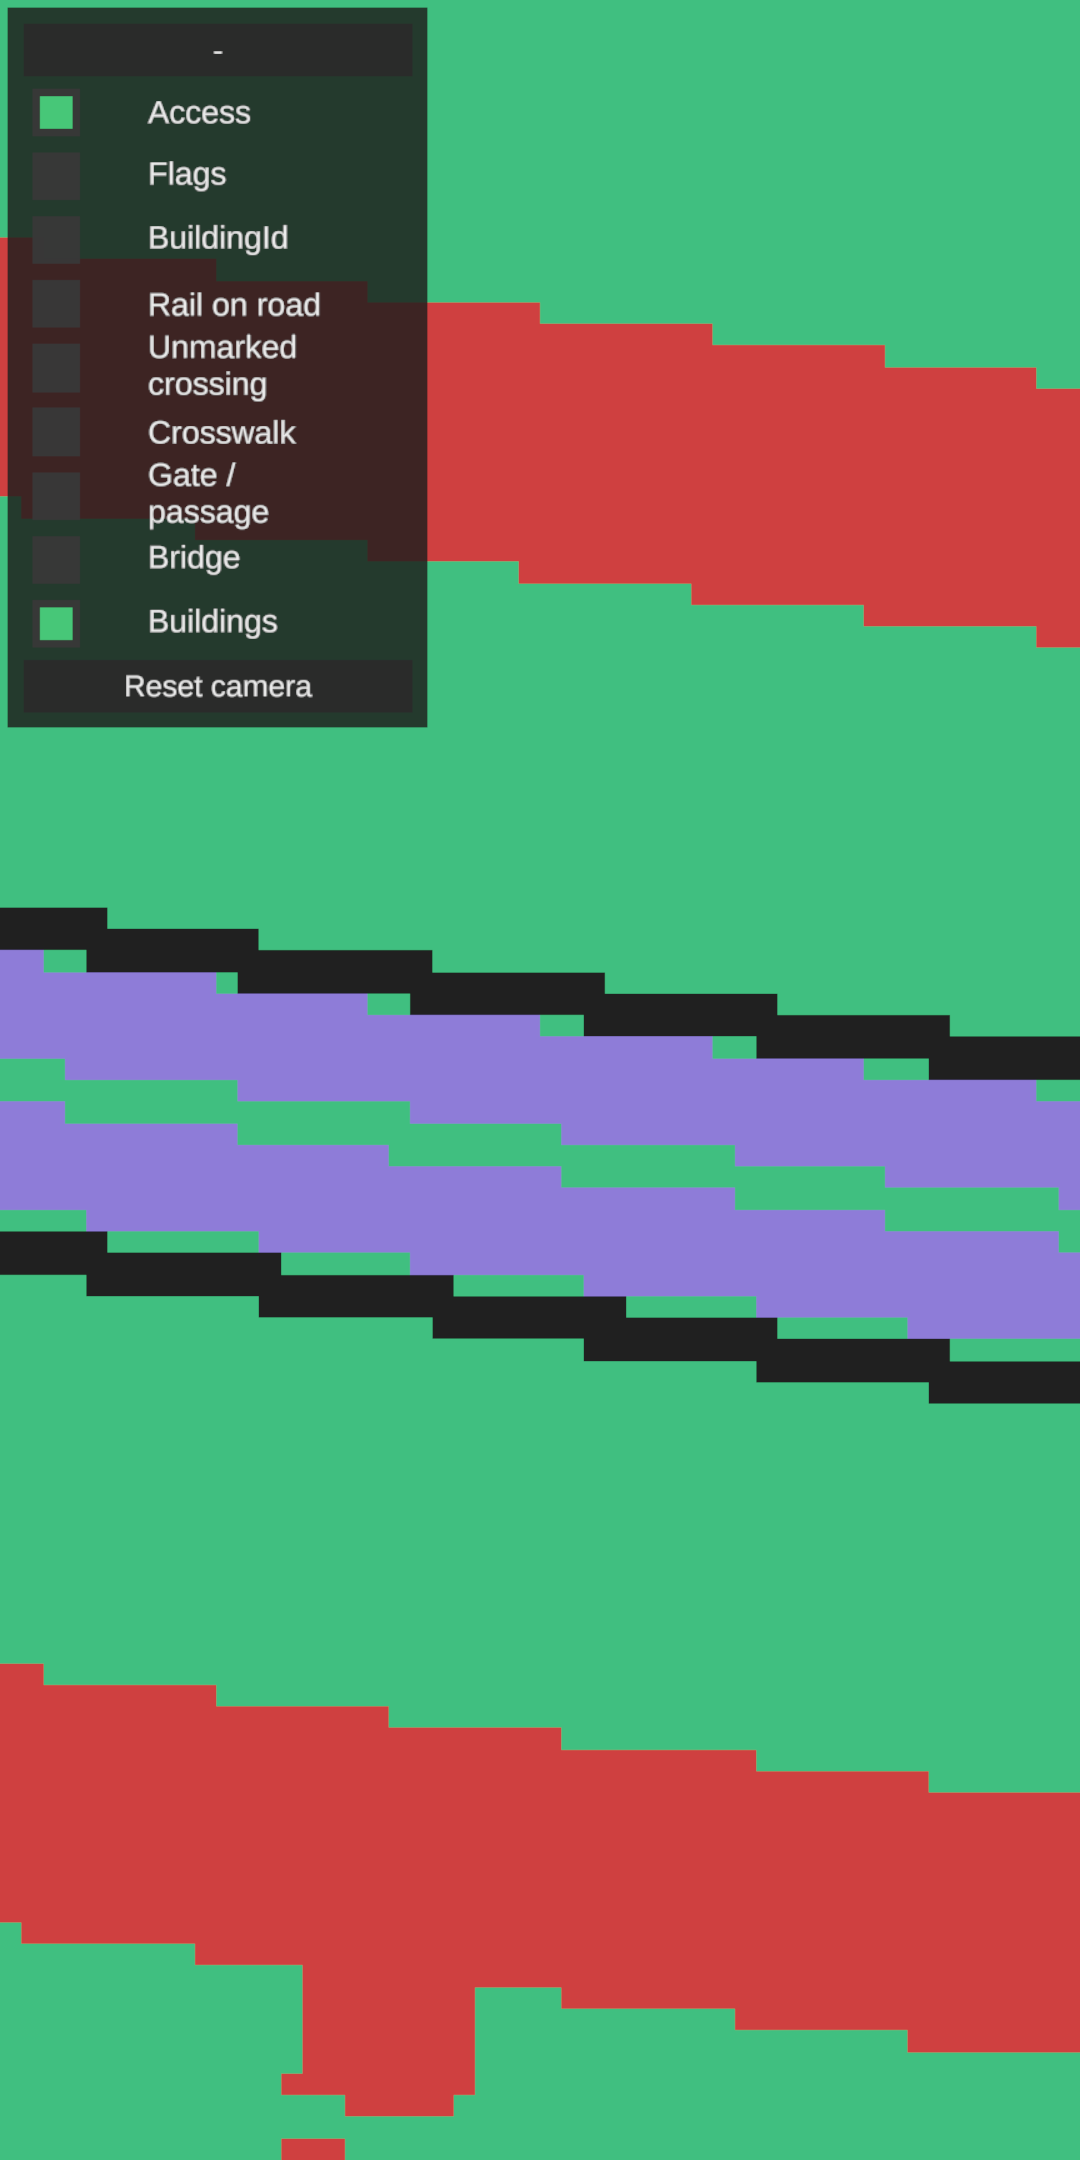 -
Access
Flags
BuildingId
Rail on road
Unmarked
crossing
Crosswalk
Gate /
passage
Bridge
Buildings
Reset camera